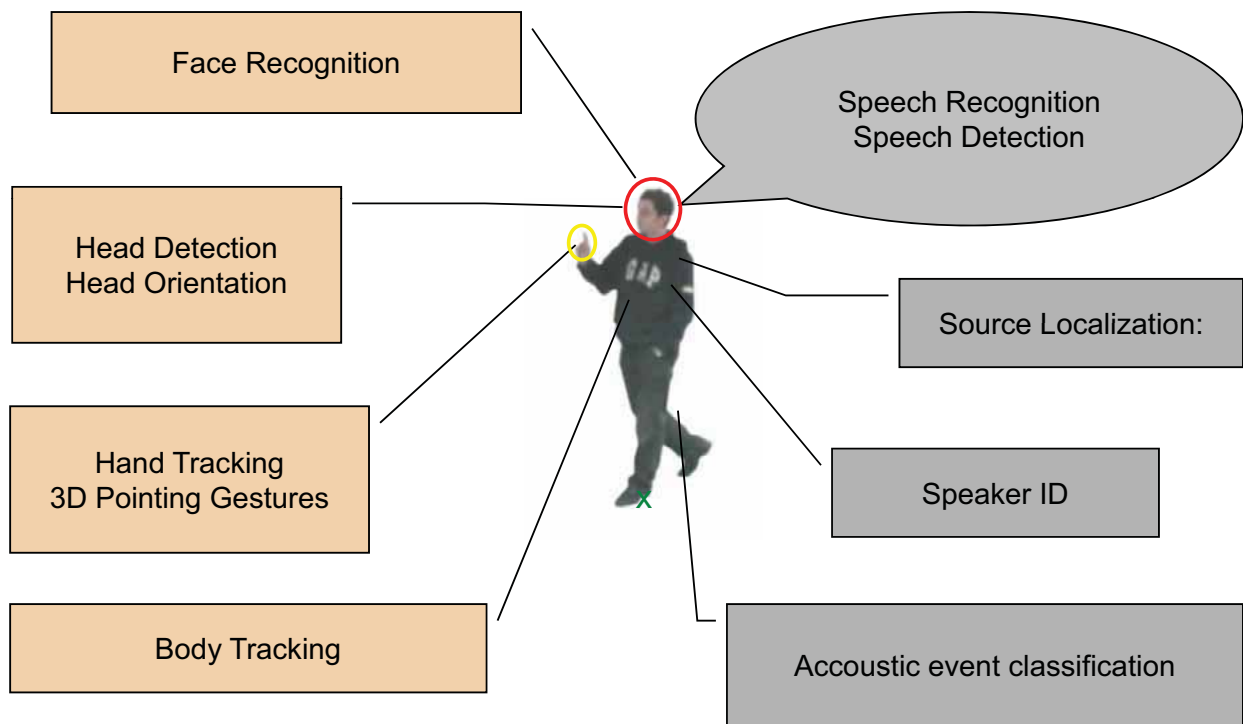 Face Recognition
Speech Recognition
Speech Detection
Head Detection
Head Orientation
GAP
Source Localization:
Hand Tracking
3D Pointing Gestures
Speaker ID
x
Body Tracking
Accoustic event classification